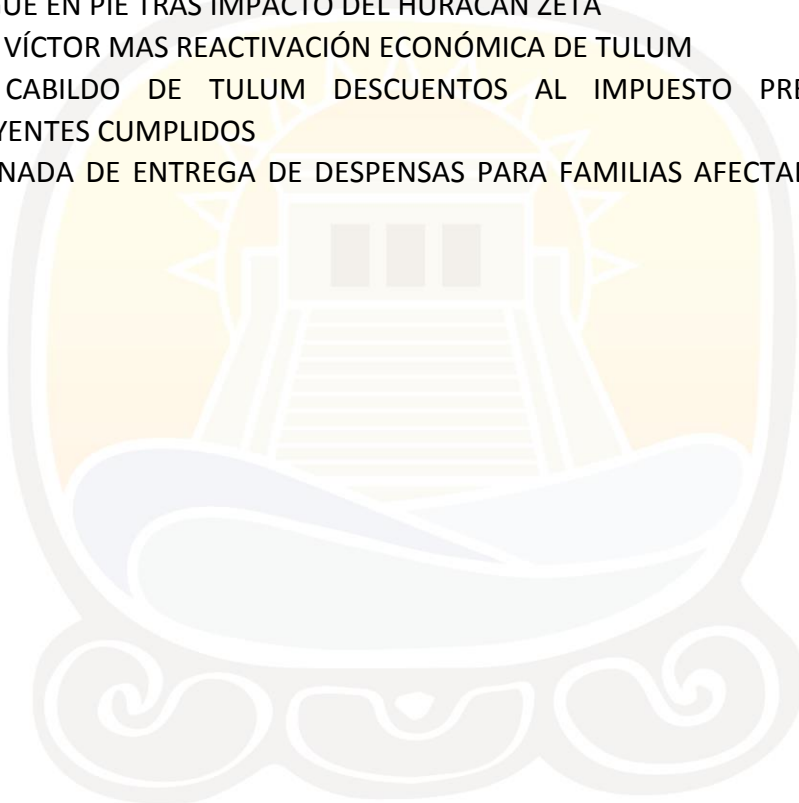 GUE EN PIE TRAS IMPACTO DEL HURACÁN ZETA
VÍCTOR MAS REACTIVACIÓN ECONÓMICA DE TULUM
CABILDO DE TULUM DESCUENTOS AL IMPUESTO PRE
YENTES CUMPLIDOS
NADA DE ENTREGA DE DESPENSAS PARA FAMILIAS AFECTA